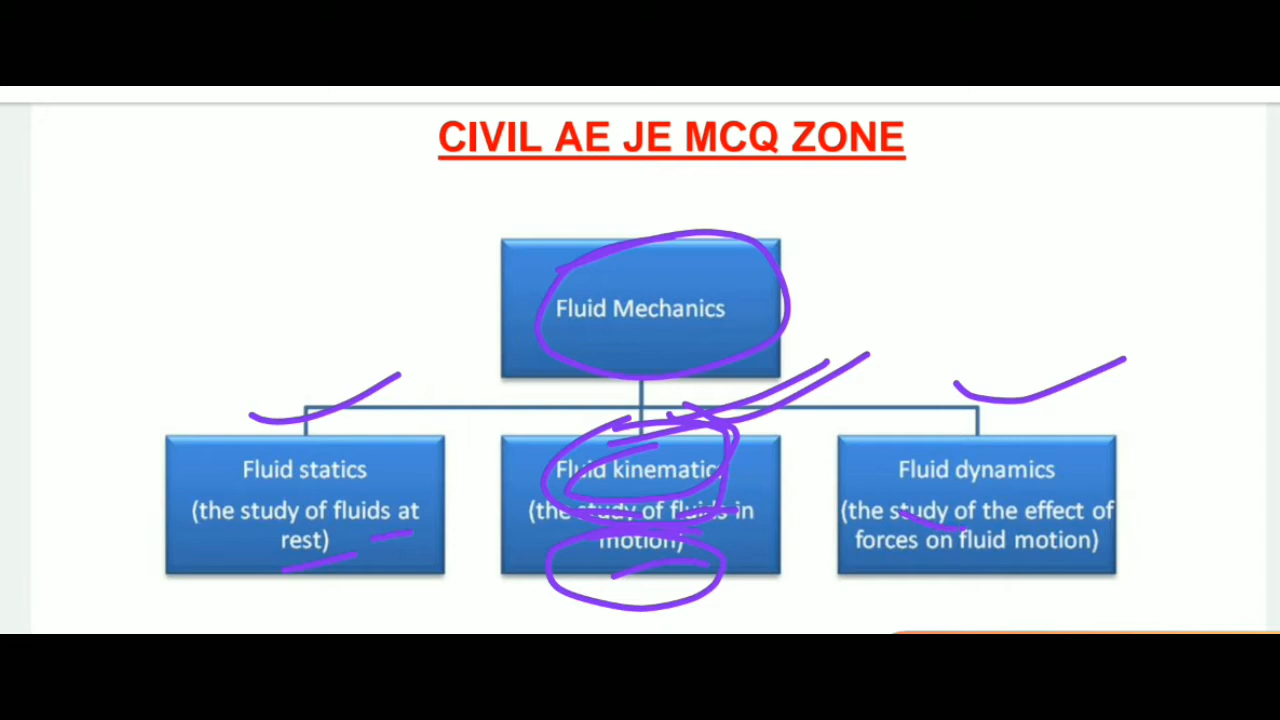 CIVIL AE JE MCQ ZONE
Fluid Mechanics
Fluid statics
(the study of fluids at
rest)
Fluid kinematics
(the study of fluids in
motion)
Fluid dynamics
(the study of the effect of
forces on fluid motion)